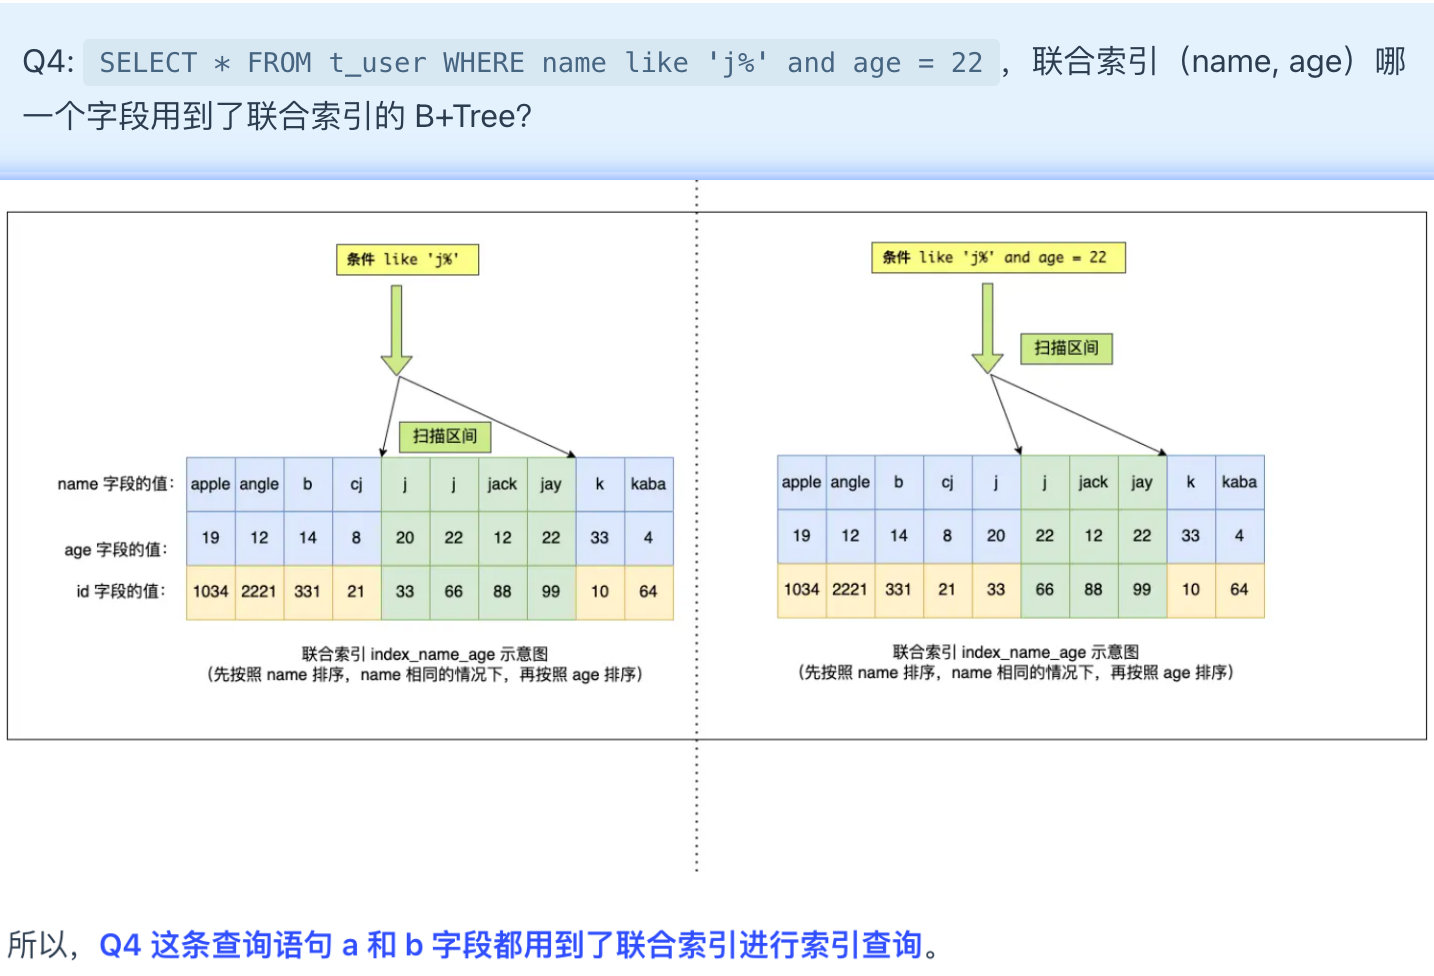 Q4: SELECT * FROM t_user WHERE name like 'j%' and age = 22 ，联合索引（name, age）哪
一个字段用到了联合索引的 B+Tree?
条件 like 'j%'
扫描区间
name 字段的值： apple angle b cj j j jack jay k kaba
age 字段的值： 19 12 14 8 20 22 12 22 33 4
id 字段的值： 1034 2221 331 21 33 66 88 99 10 64
联合索引 index_name_age 示意图
（先按照 name 排序，name 相同的情况下，再按照 age 排序）
条件 like 'j%' and age = 22
扫描区间
apple angle b cj j j jack jay k kaba
19 12 14 8 20 22 12 22 33 4
1034 2221 331 21 33 66 88 99 10 64
联合索引 index_name_age 示意图
（先按照 name 排序，name 相同的情况下，再按照 age 排序）
所以，Q4 这条查询语句 a 和 b 字段都用到了联合索引进行索引查询。